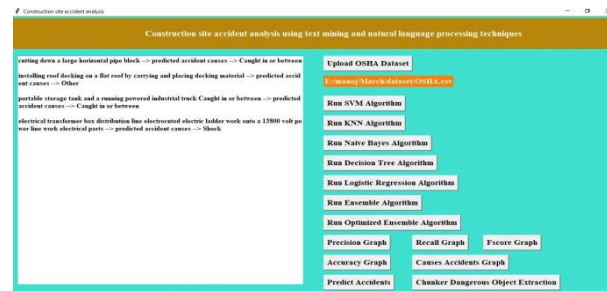 Construction site accident analysis
Construction site accident analysis using text mining and natural language processing techniques
cutting down a large horizontal pipe block --> predicted accident causes --> Caught in or between
installing roof decking on a flat roof by carrying and placing decking material --> predicted accid
ent causes --> Other
portable storage tank and a running powered industrial truck Caught in or between --> predicted
accident causes --> Caught in or between
electrical transformer box distribution line electrocuted electric ladder work onto a 13800 volt po
wer line work electrical parts --> predicted accident causes --> Shock
Upload OSHA Dataset
E:/manoj/March/dataset/OSHA.csv
Run SVM Algorithm
Run KNN Algorithm
Run Naive Bayes Algorithm
Run Decision Tree Algorithm
Run Logistic Regression Algorithm
Run Ensemble Algorithm
Run Optimized Ensemble Algorithm
Precision Graph Recall Graph Fscore Graph
Accuracy Graph Causes Accidents Graph
Predict Accidents Chunker Dangerous Object Extraction